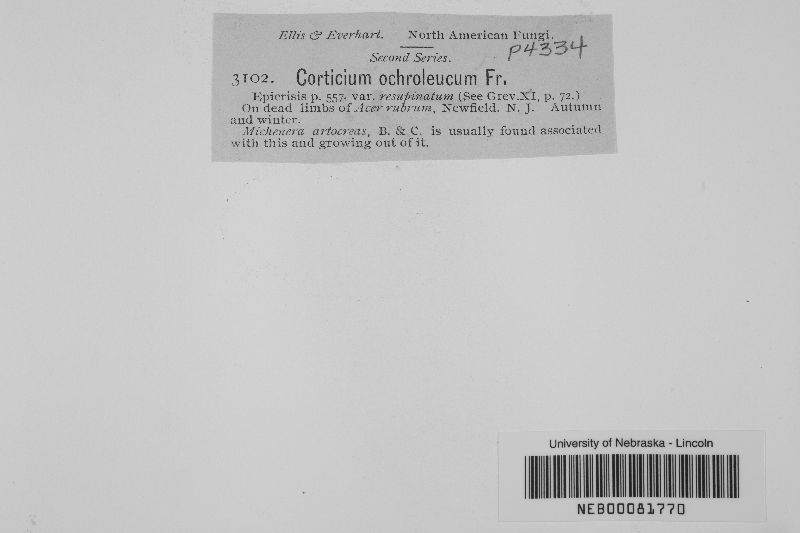 Ellis & Everhart. North American Fungi.
P4334
Second Series.
3102. Corticium ochroleucum Fr.
Epicrisis p. 557. var. resupinatum (See Grev. XI, p. 72.)
On dead limbs of Acer rubrum, Newfield, N. J. Autumn
and winter.
Michenera artocreas, B. & C. is usually found associated
with this and growing out of it.
University of Nebraska - Lincoln
NEB00081770